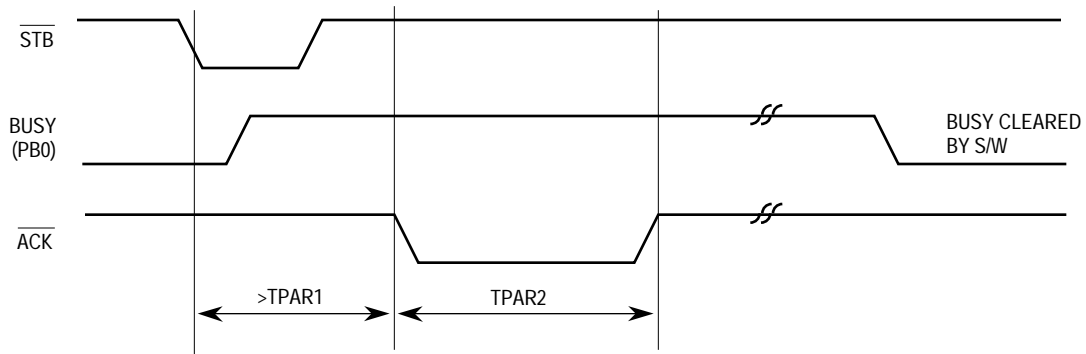 STB
BUSY
(PB0)
BUSY CLEARED
BY S/W
ACK
>TPAR1
TPAR2